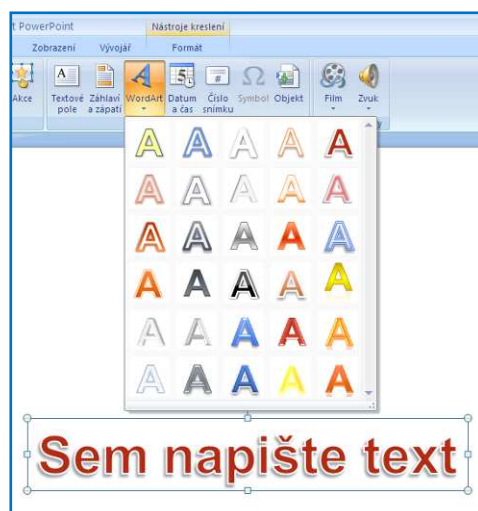 t PowerPoint Nástroje kreslení
Zobrazení Vývojář Formát
Akce Textové pole Záhlaví a zápatí WordArt Datum a čas Číslo snímku Symbol Objekt Film Zvuk
Sem napište text